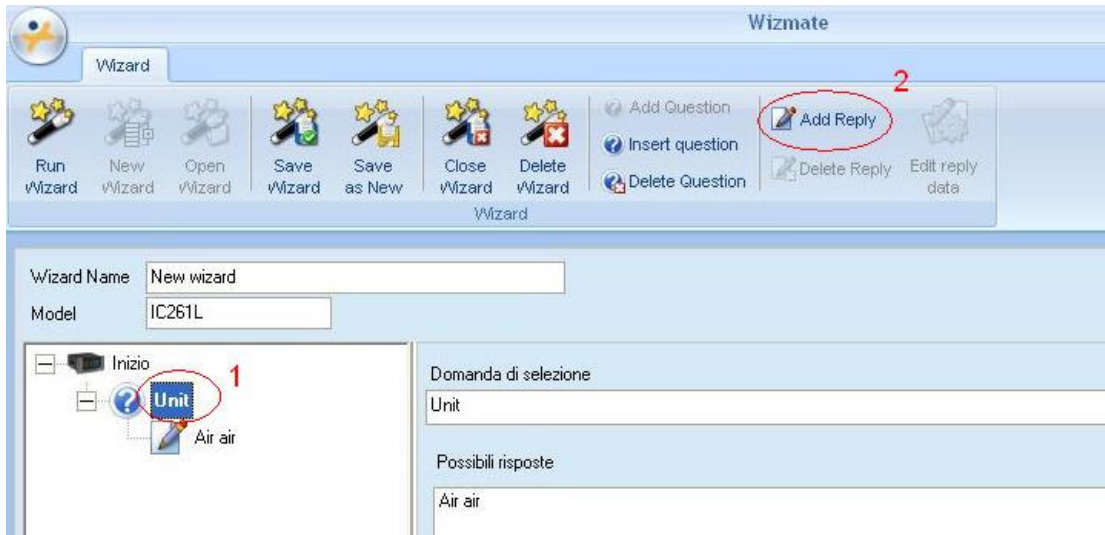 Wizmate
Wizard
2
Run Wizard
New Wizard
Open Wizard
Save Wizard
Save as New
Close Wizard
Delete Wizard
Add Question
Insert question
Delete Question
Add Reply
Delete Reply
Edit reply data
Wizard
Wizard Name New wizard
Model IC261L
Inizio
1
Unit
Air air
Domanda di selezione
Unit
Possibili risposte
Air air